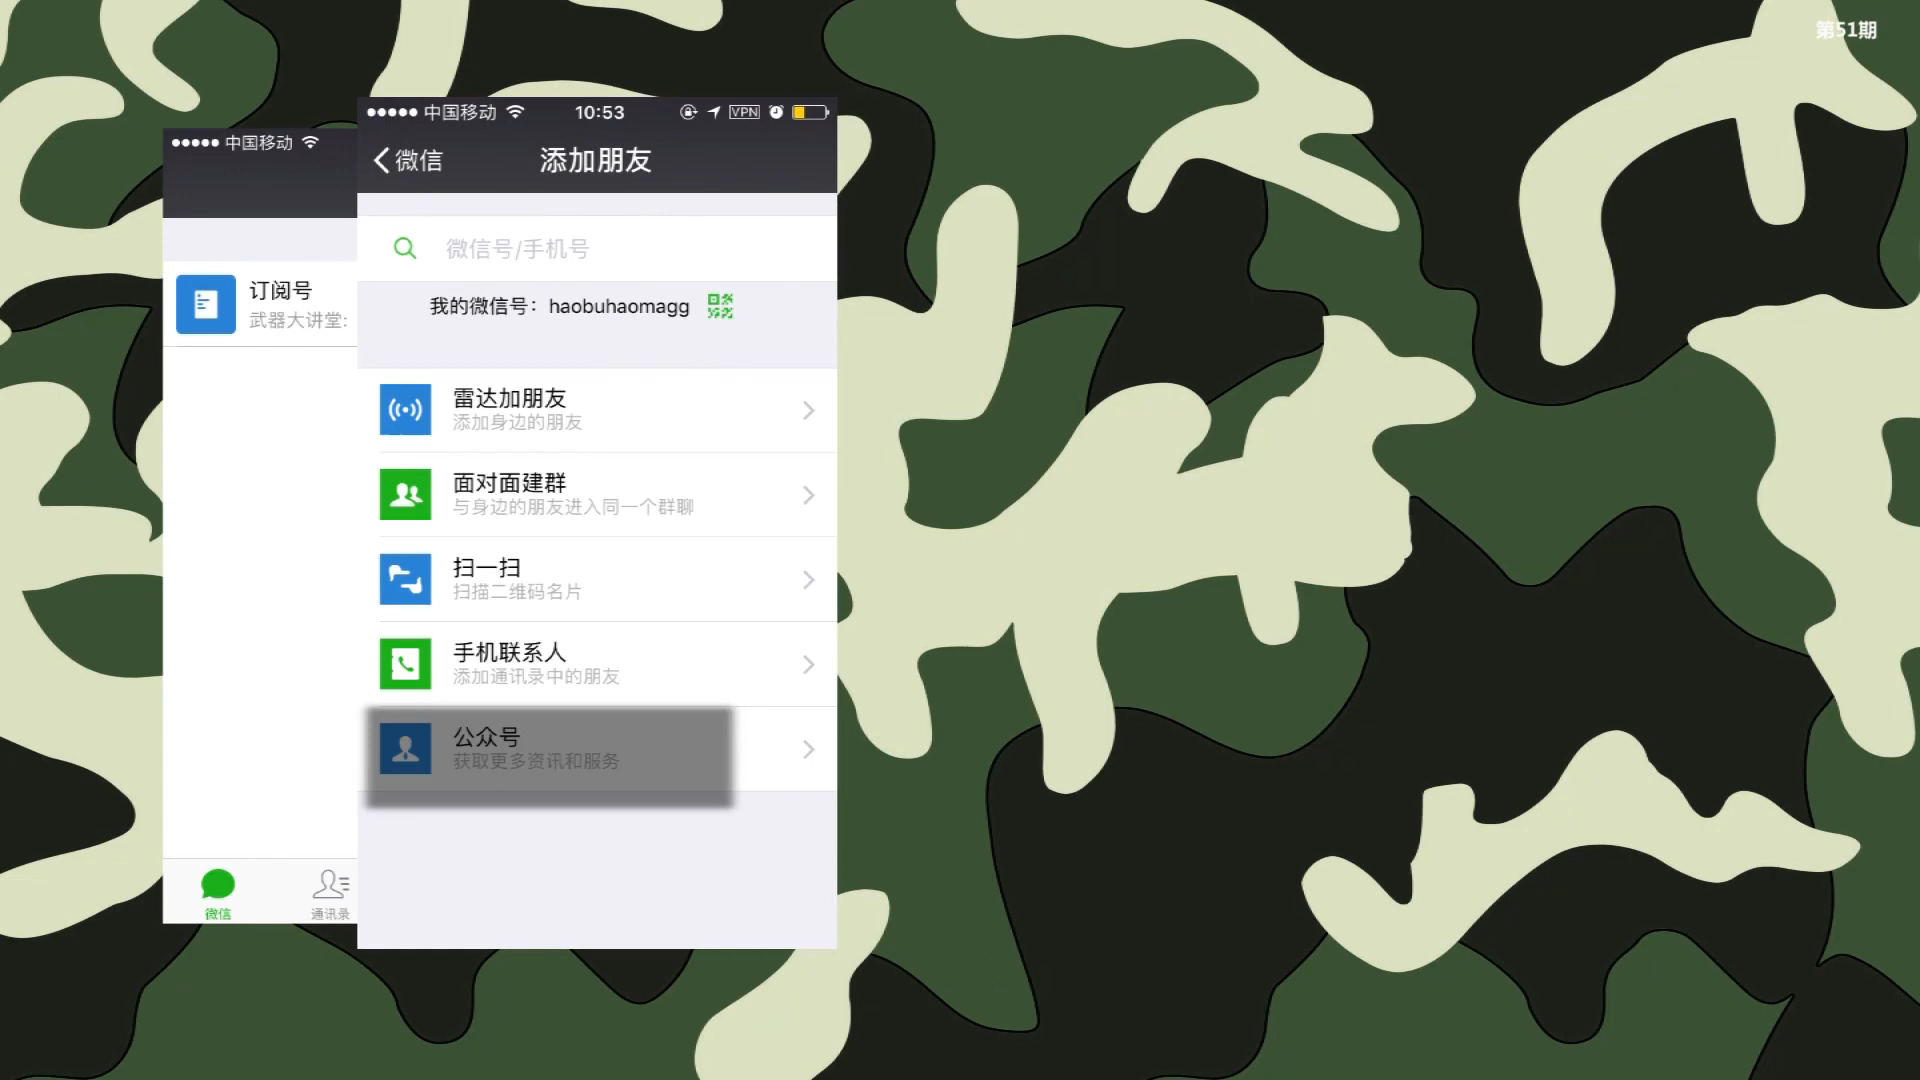 第51期
中国移动
订阅号
武器大讲堂:
微信
通讯录
中国移动 10:53 VPN
微信 添加朋友
微信号/手机号
我的微信号：haobuhaomagg
雷达加朋友
添加身边的朋友
面对面建群
与身边的朋友进入同一个群聊
扫一扫
扫描二维码名片
手机联系人
添加通讯录中的朋友
公众号
获取更多资讯和服务